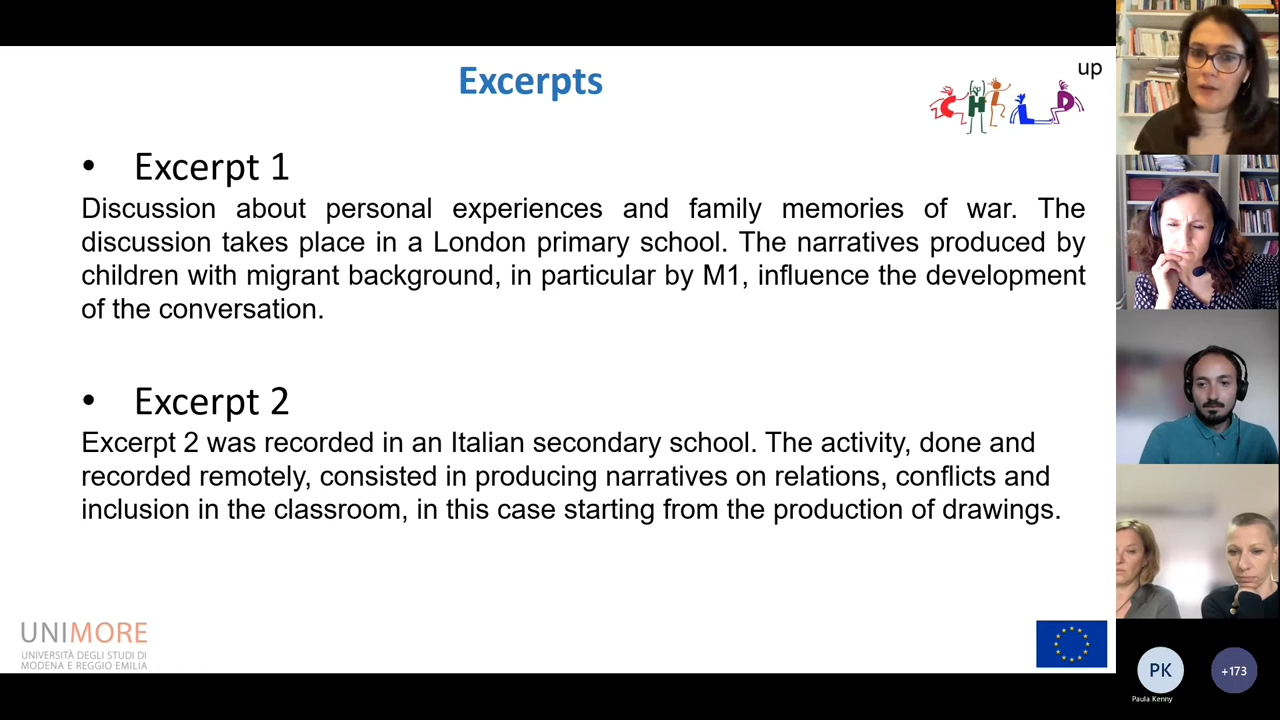 Excerpts
CHILD
up
• Excerpt 1
Discussion about personal experiences and family memories of war. The
discussion takes place in a London primary school. The narratives produced by
children with migrant background, in particular by M1, influence the development
of the conversation.
• Excerpt 2
Excerpt 2 was recorded in an Italian secondary school. The activity, done and
recorded remotely, consisted in producing narratives on relations, conflicts and
inclusion in the classroom, in this case starting from the production of drawings.
UNIMORE
UNIVERSITÀ DEGLI STUDI DI
MODENA E REGGIO EMILIA
PK
Paula Kenny
+173